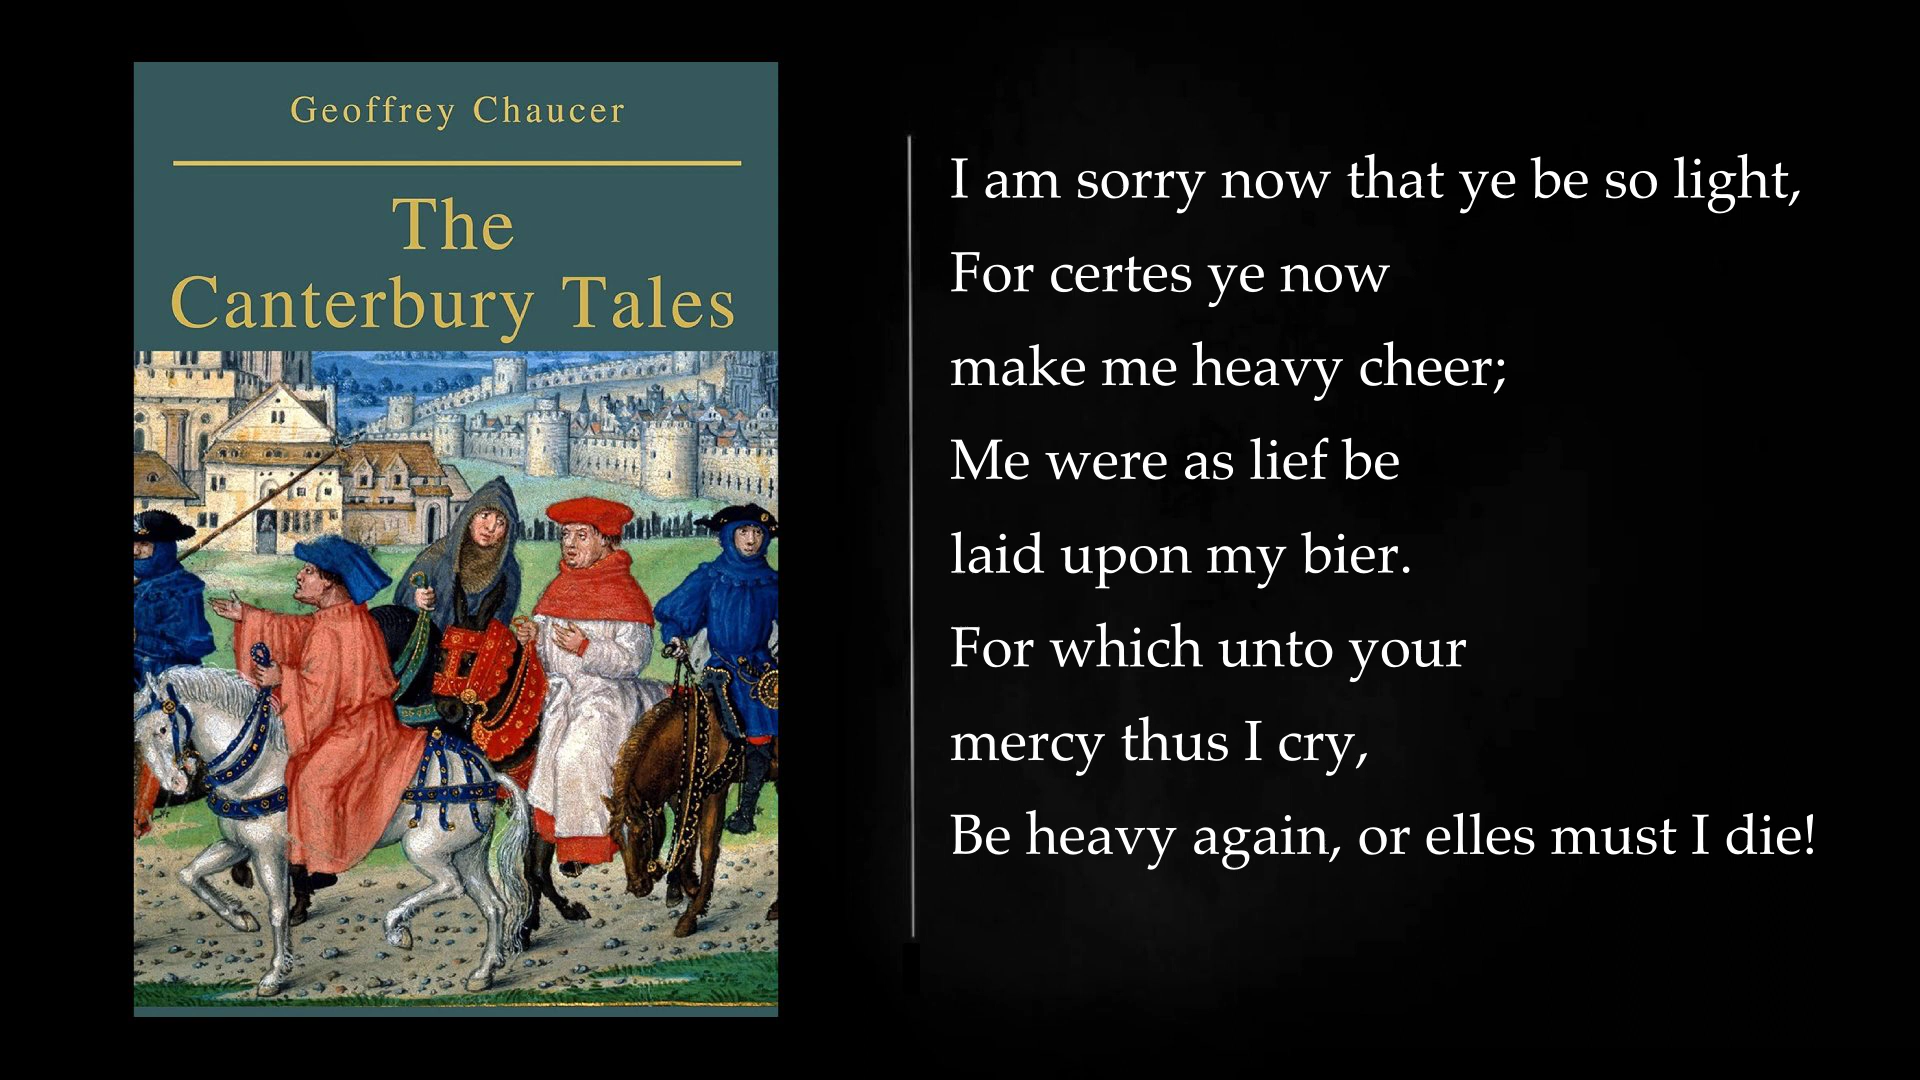 Geoffrey Chaucer
The
Canterbury Tales
I am sorry now that ye be so light,
For certes ye now
make me heavy cheer;
Me were as lief be
laid upon my bier.
For which unto your
mercy thus I cry,
Be heavy again, or elles must I die!